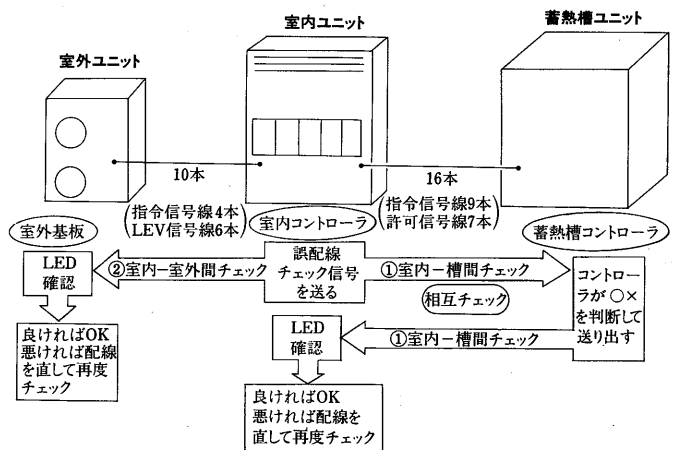 室外ユニット
室内ユニット
蓄熱槽ユニット
10本
16本
(指令信号線4本
LEV信号線6本)
(指令信号線9本
許可信号線7本)
室外基板
室内コントローラ
蓄熱槽コントローラ
LED
確認
②室内−室外間チェック
誤配線
チェック信号
を送る
①室内−槽間チェック
相互チェック
コントロー
ラが○×
を判断して
送り出す
良ければOK
悪ければ配線
を直して再度
チェック
LED
確認
①室内−槽間チェック
良ければOK
悪ければ配線を
直して再度チェック